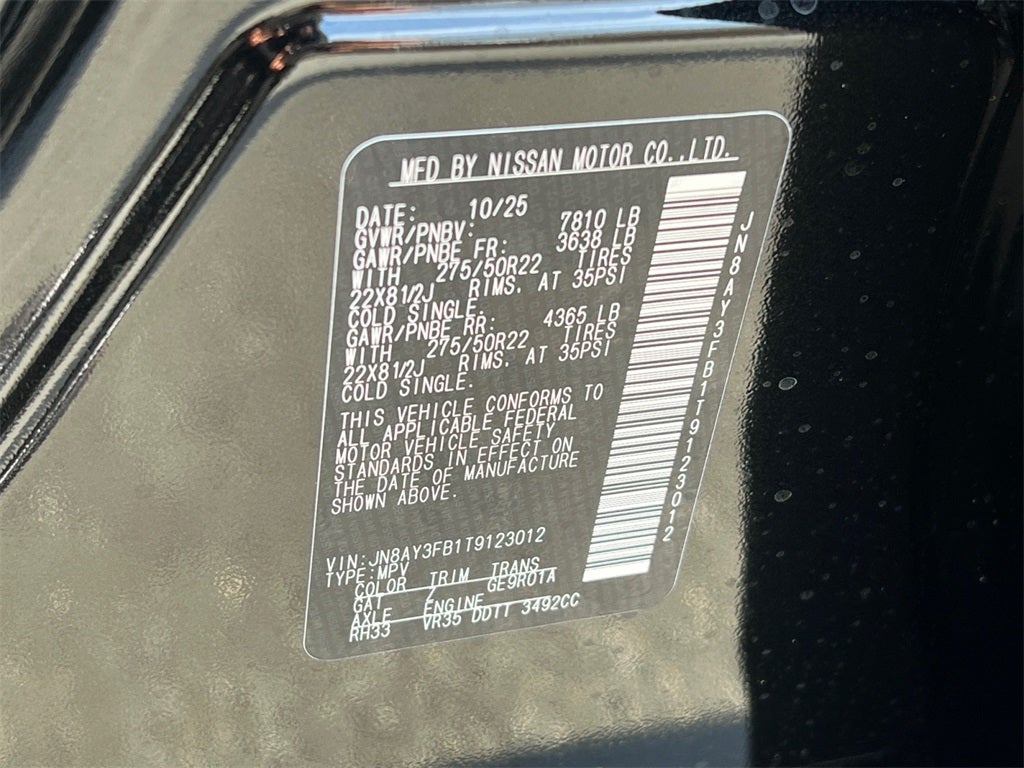 MFD BY NISSAN MOTOR CO.,LTD.
DATE: 10/25
GVWR/PNBV: 7810 LB
GAWR/PNBE FR: 3638 LB
WITH 275/50R22 TIRES
22X81/2J RIMS, AT 35PSI
COLD SINGLE.
GAWR/PNBE RR: 4365 LB
WITH 275/50R22 TIRES
22X81/2J RIMS, AT 35PSI
COLD SINGLE.
THIS VEHICLE CONFORMS TO
ALL APPLICABLE FEDERAL
MOTOR VEHICLE SAFETY
STANDARDS IN EFFECT ON
THE DATE OF MANUFACTURE
SHOWN ABOVE.
VIN:JN8AY3FB1T9123012
TYPE:MPV
COLOR TRIM TRANS
GAT / GE9R01A
AXLE ENGINE
RH33 VR35 DDTT 3492CC
JN8AY3FB1T9123012